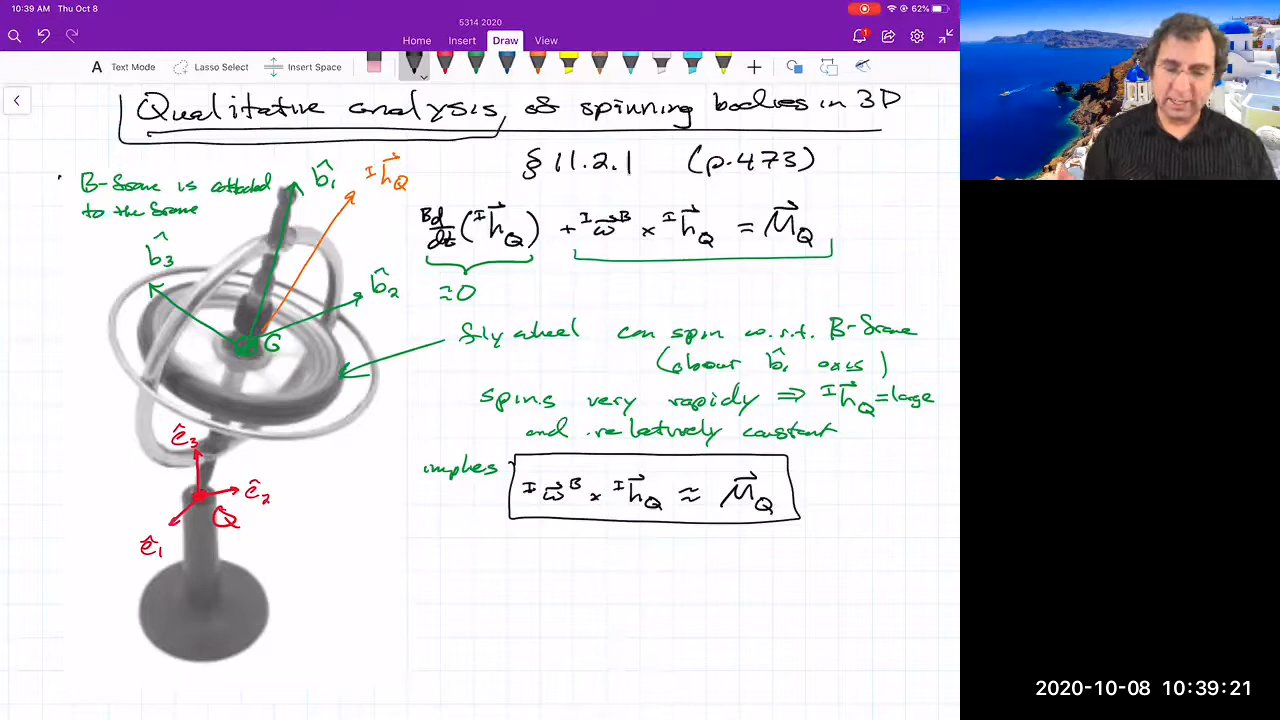 10:39 AM Thu Oct 8
62%
5314 2020
Home Insert Draw View
1
A Text Mode Lasso Select Insert Space
Qualitative analysis of spinning bodies in 3D
§ 11.2.1 (p.473)
B-frame is attached
to the frame
b̂₁
ᴵh⃗_Q
b̂₃
b̂₂
G
ᴮd/dt (ᴵh⃗_Q) + ᴵω⃗ᴮ × ᴵh⃗_Q = M⃗_Q
≈0
flywheel can spin w.r.t. B-frame
(about b̂₁ axis)
spins very rapidly ⇒ ᴵh⃗_Q = large
and relatively constant
implies
ᴵω⃗ᴮ × ᴵh⃗_Q ≈ M⃗_Q
ê₃
ê₂
Q
ê₁
2020-10-08 10:39:21